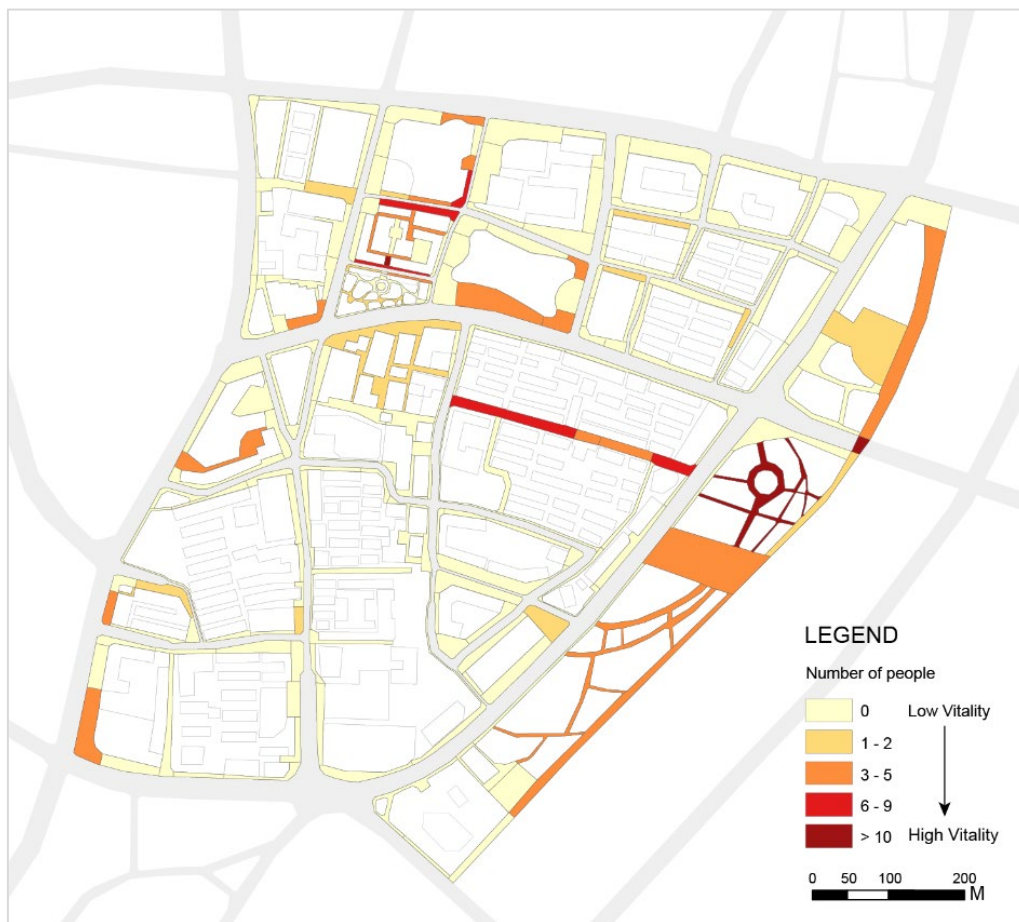 LEGEND
Number of people
0 Low Vitality
1 - 2
3 - 5
6 - 9
> 10 High Vitality
0 50 100 200
M